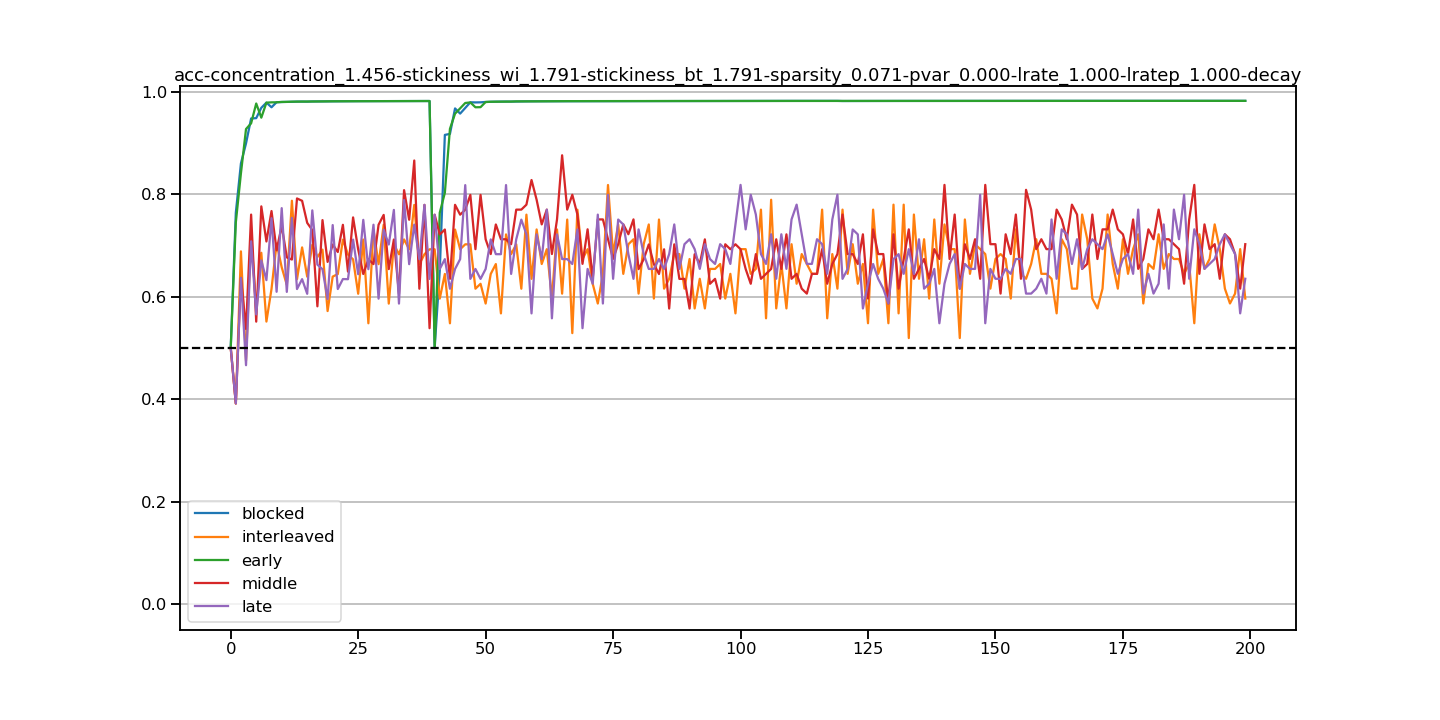 acc-concentration_1.456-stickiness_wi_1.791-stickiness_bt_1.791-sparsity_0.071-pvar_0.000-lrate_1.000-lratep_1.000-decay
1.0
0.8
0.6
0.4
0.2
0.0
blocked
interleaved
early
middle
late
0 25 50 75 100 125 150 175 200